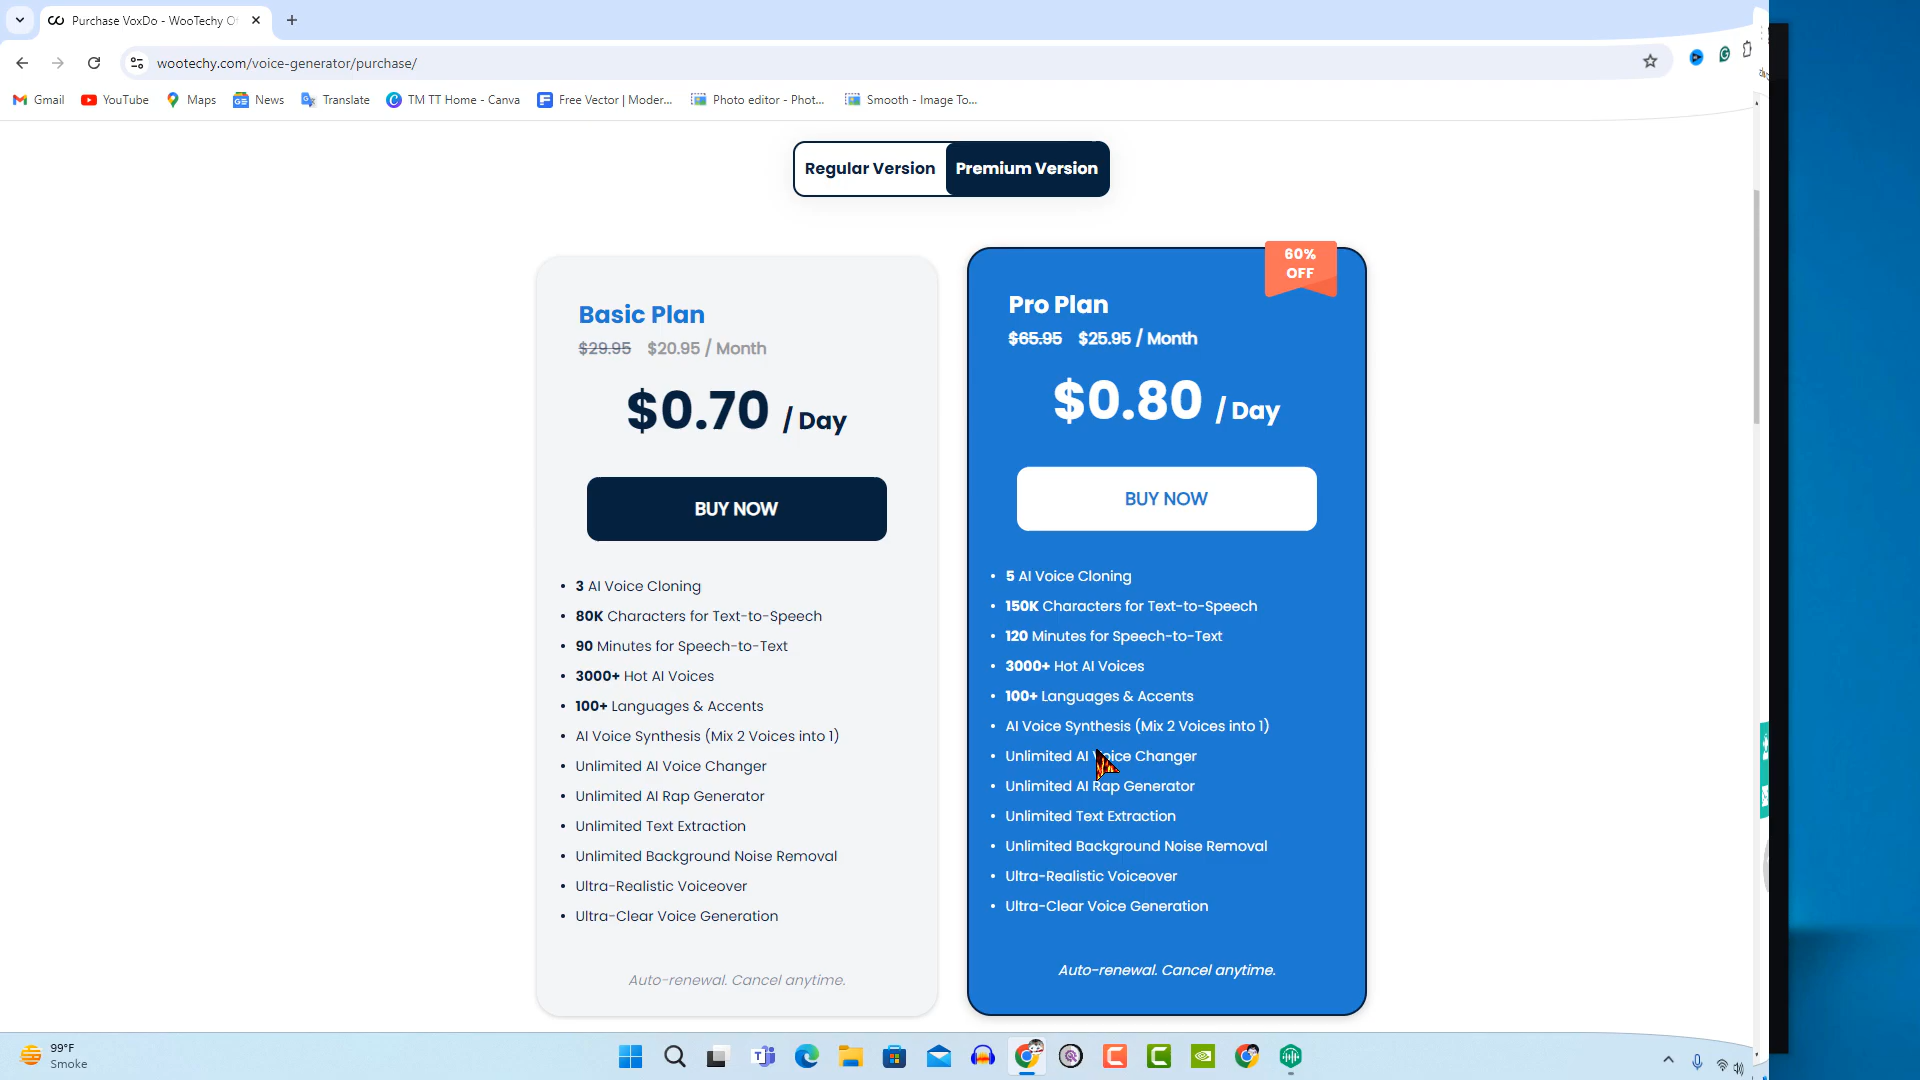 Purchase VoxDo - WooTechy O
wootechy.com/voice-generator/purchase/
Gmail
YouTube
Maps
News
Translate
TM TT Home - Canva
Free Vector | Moder...
Photo editor - Phot...
Smooth - Image To...
Regular Version
Premium Version
Basic Plan
$29.95 $20.95 / Month
$0.70 / Day
BUY NOW
• 3 AI Voice Cloning
• 80K Characters for Text-to-Speech
• 90 Minutes for Speech-to-Text
• 3000+ Hot AI Voices
• 100+ Languages & Accents
• AI Voice Synthesis (Mix 2 Voices into 1)
• Unlimited AI Voice Changer
• Unlimited AI Rap Generator
• Unlimited Text Extraction
• Unlimited Background Noise Removal
• Ultra-Realistic Voiceover
• Ultra-Clear Voice Generation
Auto-renewal. Cancel anytime.
60%
OFF
Pro Plan
$65.95 $25.95 / Month
$0.80 / Day
BUY NOW
• 5 AI Voice Cloning
• 150K Characters for Text-to-Speech
• 120 Minutes for Speech-to-Text
• 3000+ Hot AI Voices
• 100+ Languages & Accents
• AI Voice Synthesis (Mix 2 Voices into 1)
• Unlimited AI Voice Changer
• Unlimited AI Rap Generator
• Unlimited Text Extraction
• Unlimited Background Noise Removal
• Ultra-Realistic Voiceover
• Ultra-Clear Voice Generation
Auto-renewal. Cancel anytime.
99°F
Smoke